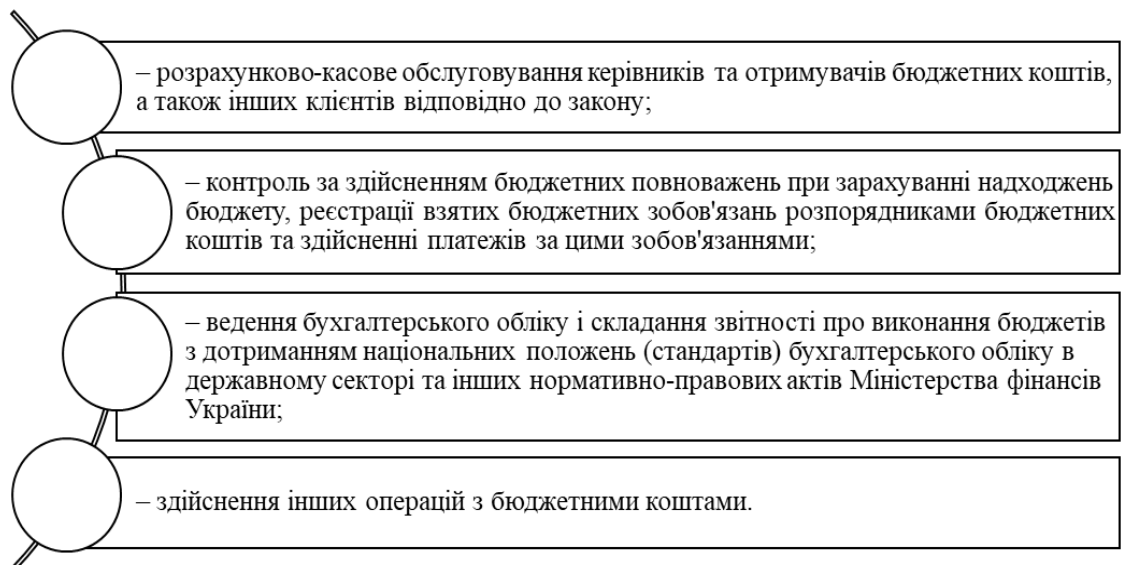 – розрахунково-касове обслуговування керівників та отримувачів бюджетних коштів,
а також інших клієнтів відповідно до закону;
– контроль за здійсненням бюджетних повноважень при зарахуванні надходжень
бюджету, реєстрації взятих бюджетних зобов'язань розпорядниками бюджетних
коштів та здійсненні платежів за цими зобов'язаннями;
– ведення бухгалтерського обліку і складання звітності про виконання бюджетів
з дотриманням національних положень (стандартів) бухгалтерського обліку в
державному секторі та інших нормативно-правових актів Міністерства фінансів
України;
– здійснення інших операцій з бюджетними коштами.